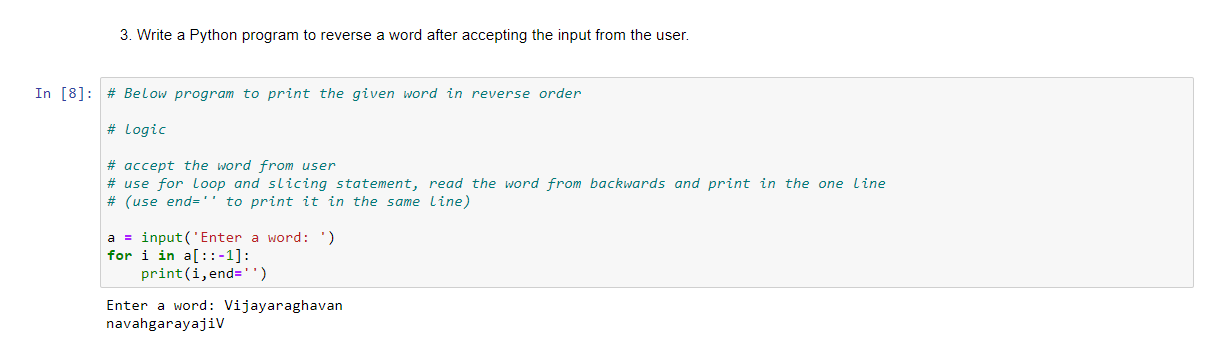 3. Write a Python program to reverse a word after accepting the input from the user.
In [8]: # Below program to print the given word in reverse order
# logic
# accept the word from user
# use for loop and slicing statement, read the word from backwards and print in the one line
# (use end='' to print it in the same line)
a = input('Enter a word: ')
for i in a[::-1]:
    print(i,end='')
Enter a word: Vijayaraghavan
navahgarayajiV